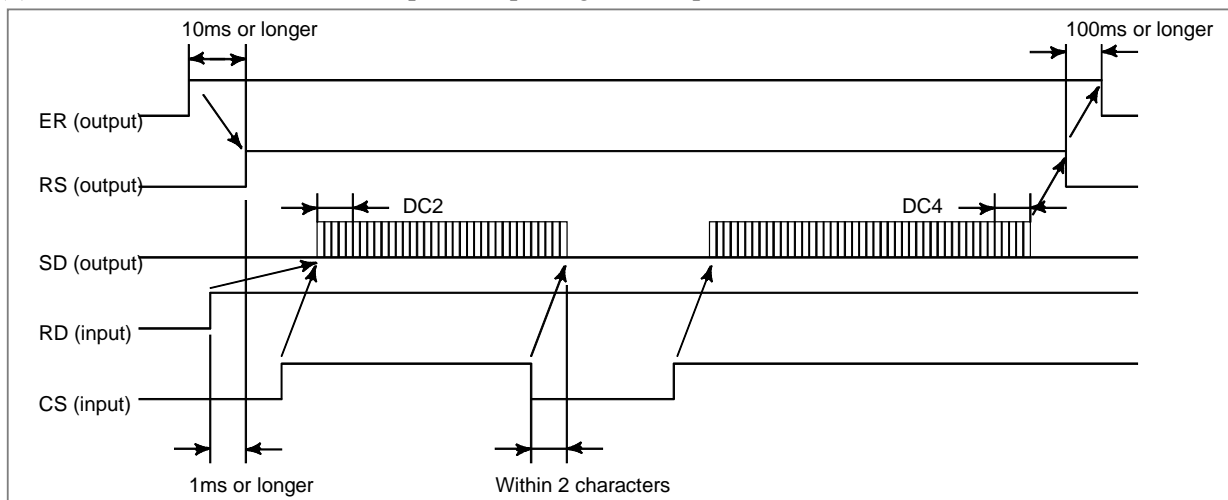 10ms or longer
100ms or longer
ER (output)
RS (output)
DC2
DC4
SD (output)
RD (input)
CS (input)
1ms or longer
Within 2 characters